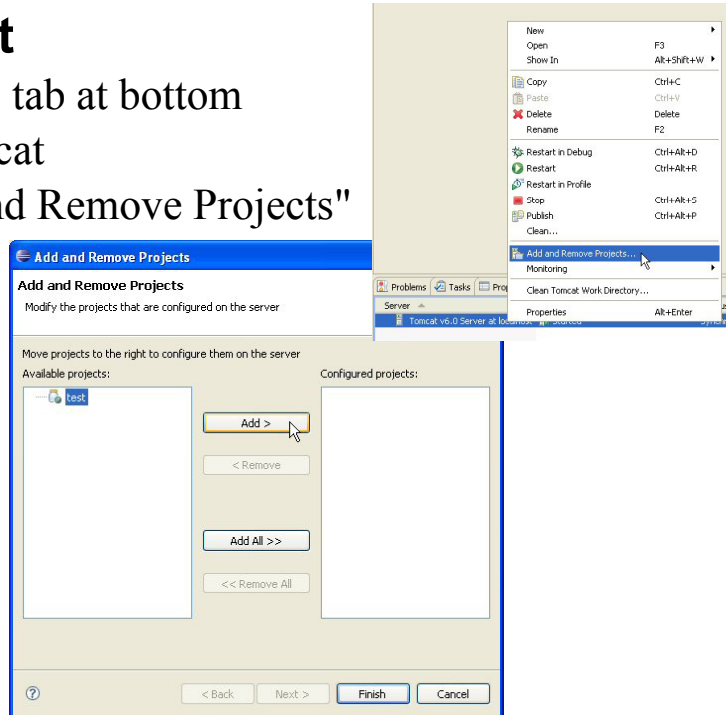 t
tab at bottom
cat
nd Remove Projects"
New
Open F3
Show In Alt+Shift+W
Copy Ctrl+C
Paste Ctrl+V
Delete Delete
Rename F2
Restart in Debug Ctrl+Alt+D
Restart Ctrl+Alt+R
Restart in Profile
Stop Ctrl+Alt+S
Publish Ctrl+Alt+P
Clean...
Add and Remove Projects...
Monitoring
Clean Tomcat Work Directory...
Properties Alt+Enter
Problems Tasks Prop
Server
Tomcat v6.0 Server at localhost Started
Add and Remove Projects
Add and Remove Projects
Modify the projects that are configured on the server
Move projects to the right to configure them on the server
Available projects: Configured projects:
test
Add >
< Remove
Add All >>
<< Remove All
< Back Next > Finish Cancel